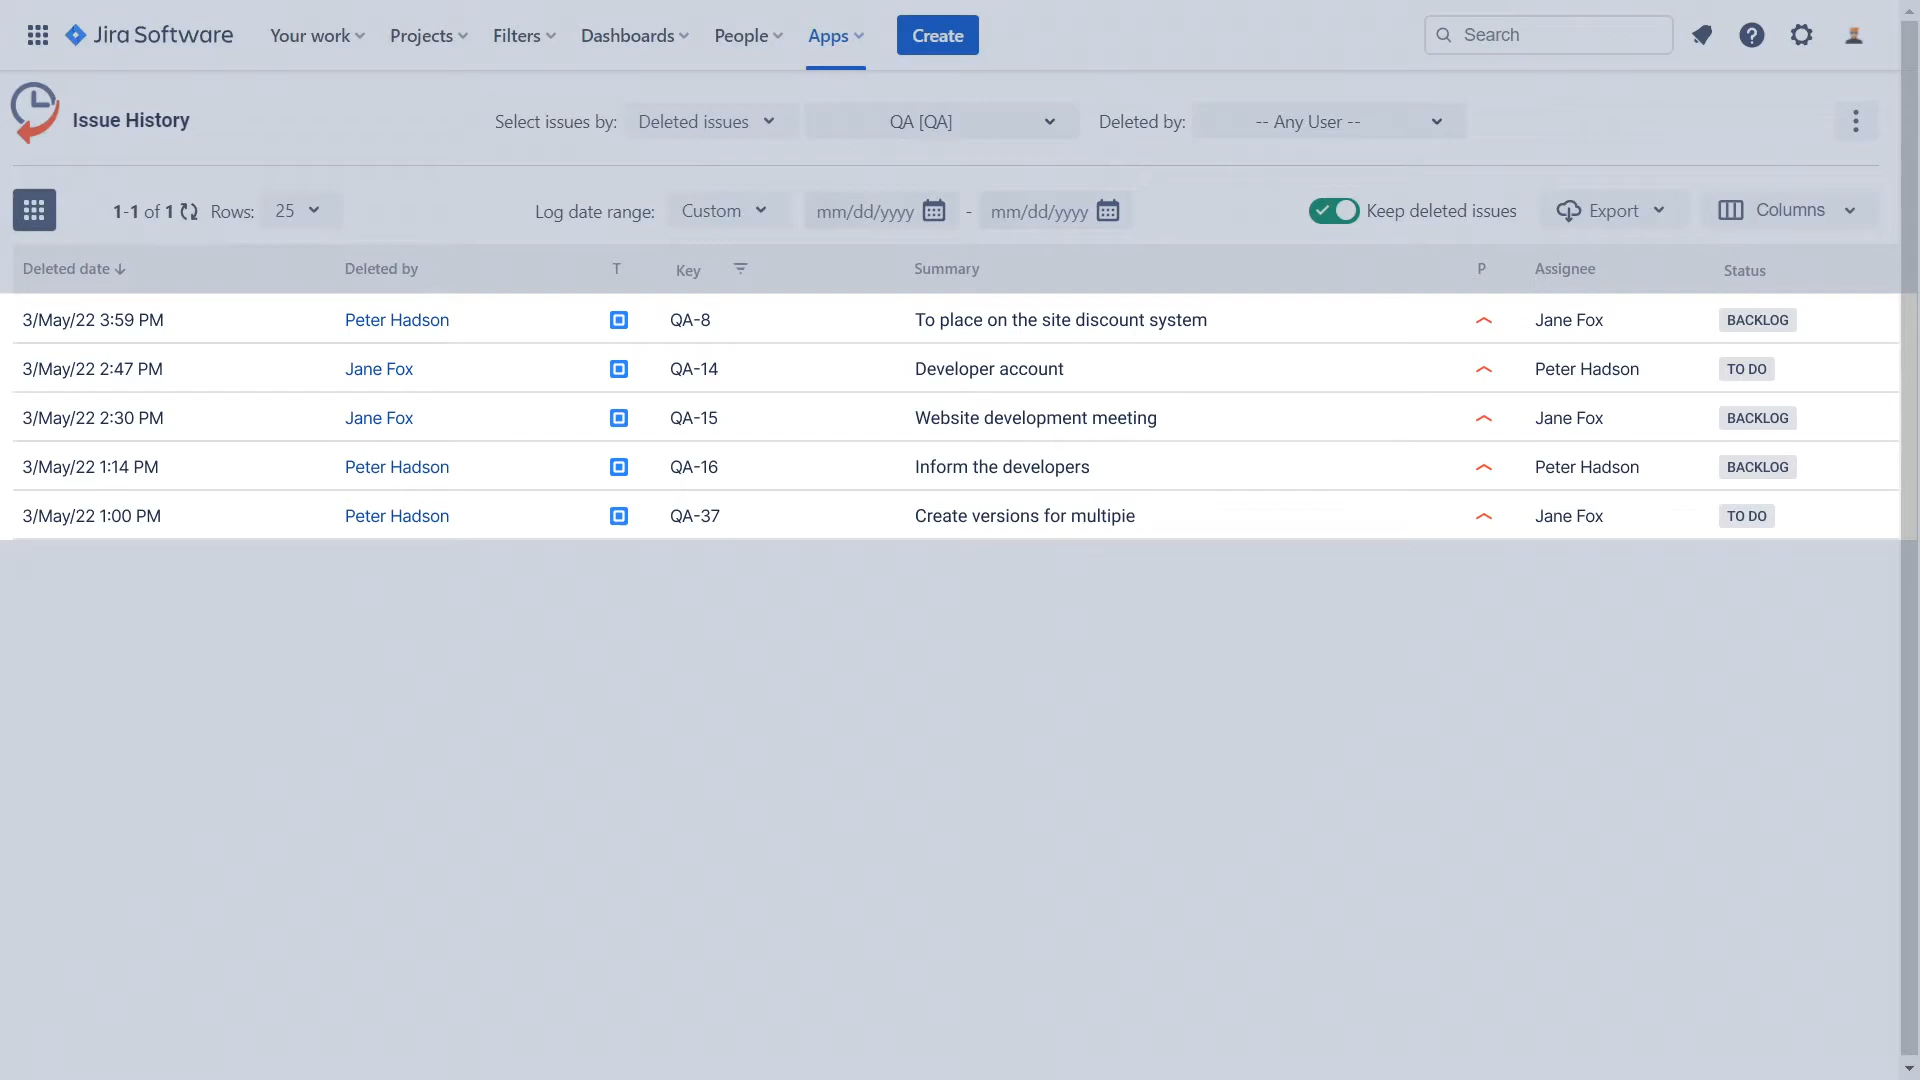 Jira Software Your work Projects Filters Dashboards People Apps Create Search
Issue History Select issues by: Deleted issues QA [QA] Deleted by: -- Any User --
1-1 of 1 Rows: 25 Log date range: Custom mm/dd/yyyy - mm/dd/yyyy Keep deleted issues Export Columns
Deleted date Deleted by T Key Summary P Assignee Status
3/May/22 3:59 PM Peter Hadson QA-8 To place on the site discount system Jane Fox BACKLOG
3/May/22 2:47 PM Jane Fox QA-14 Developer account Peter Hadson TO DO
3/May/22 2:30 PM Jane Fox QA-15 Website development meeting Jane Fox BACKLOG
3/May/22 1:14 PM Peter Hadson QA-16 Inform the developers Peter Hadson BACKLOG
3/May/22 1:00 PM Peter Hadson QA-37 Create versions for multipie Jane Fox TO DO